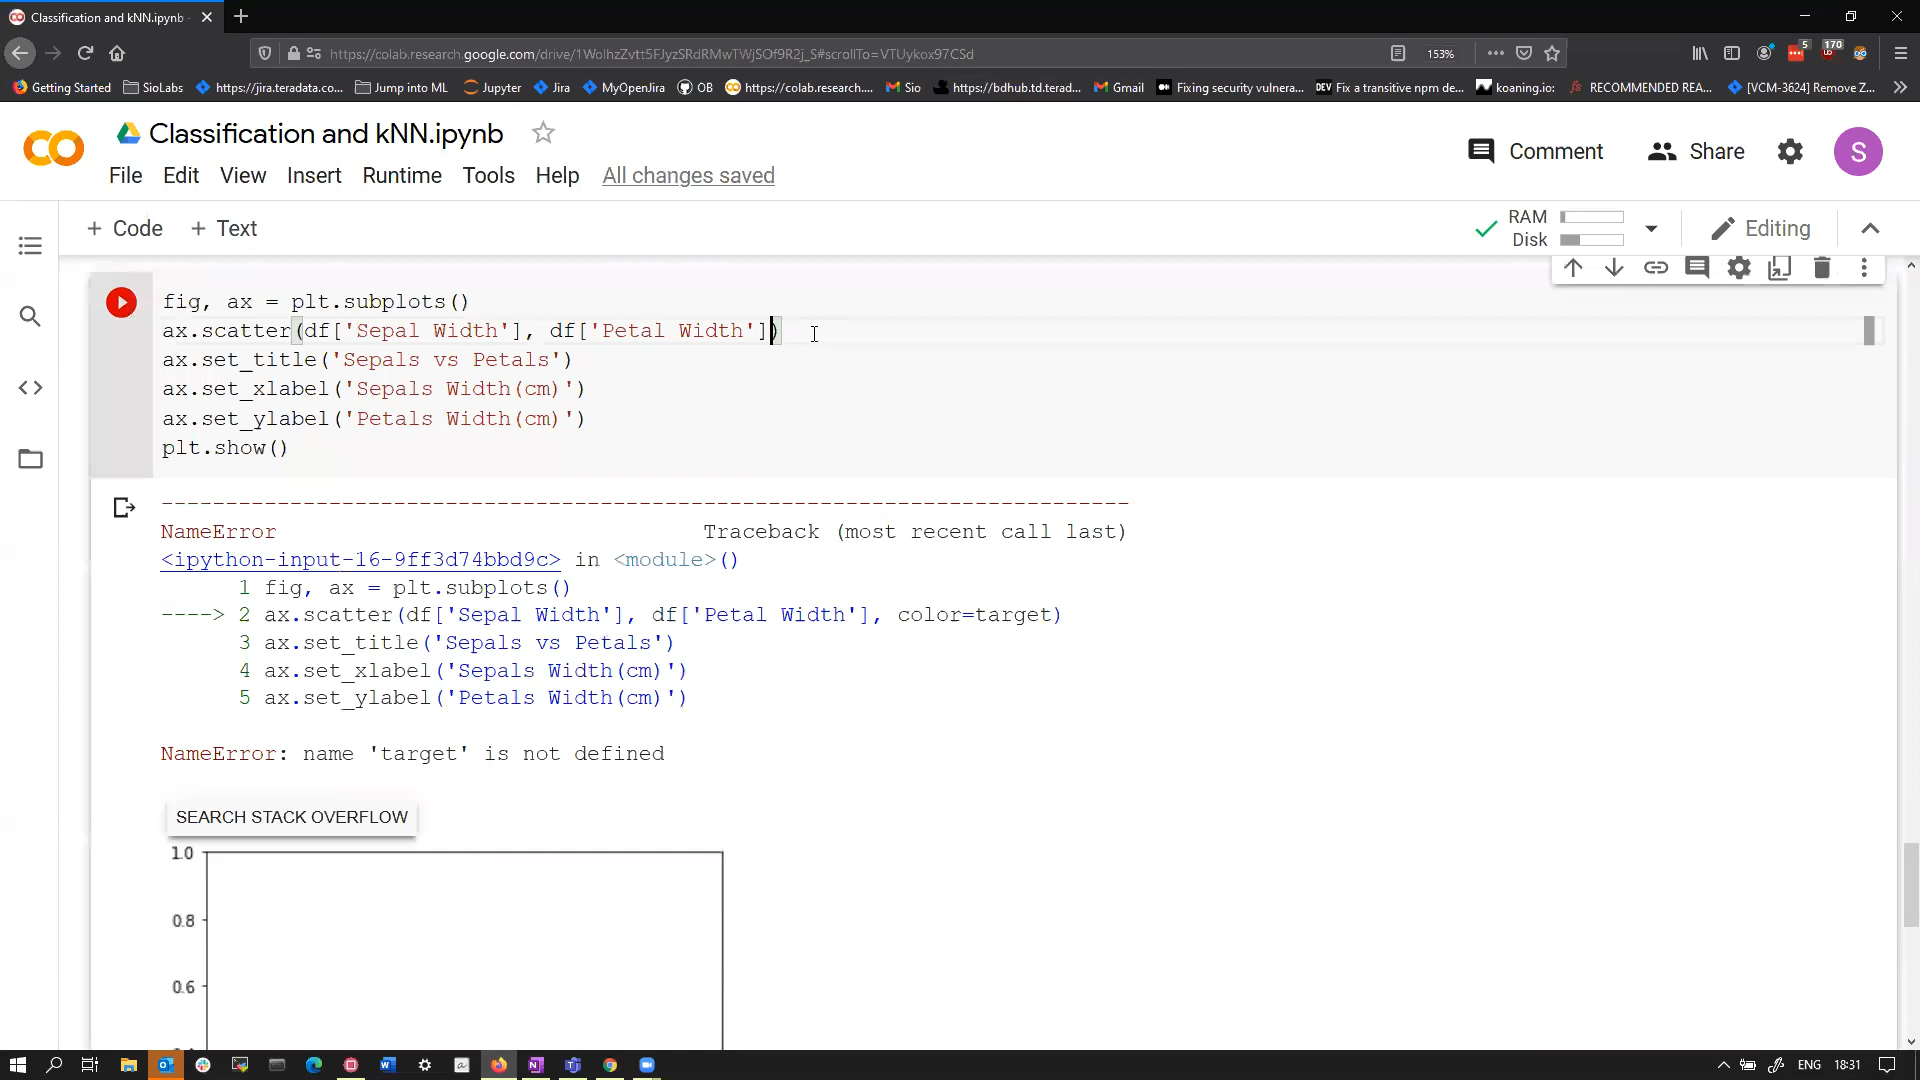 Classification and kNN.ipynb -
https://colab.research.google.com/drive/1WolhzZvtt5FJyzSRdRMwTWjSOf9R2j_S#scrollTo=VTUykox97CSd
153%
5
170
Getting Started
SioLabs
https://jira.teradata.co...
Jump into ML
Jupyter
Jira
MyOpenJira
OB
https://colab.research....
Sio
https://bdhub.td.terad...
Gmail
Fixing security vulnera...
DEV Fix a transitive npm de...
koaning.io:
RECOMMENDED REA...
[VCM-3624] Remove Z...
Classification and kNN.ipynb
Comment
Share
S
File Edit View Insert Runtime Tools Help All changes saved
+ Code + Text
RAM
Disk
Editing
fig, ax = plt.subplots()
ax.scatter(df['Sepal Width'], df['Petal Width'])
ax.set_title('Sepals vs Petals')
ax.set_xlabel('Sepals Width(cm)')
ax.set_ylabel('Petals Width(cm)')
plt.show()
---------------------------------------------------------------------------
NameError Traceback (most recent call last)
<ipython-input-16-9ff3d74bbd9c> in <module>()
1 fig, ax = plt.subplots()
----> 2 ax.scatter(df['Sepal Width'], df['Petal Width'], color=target)
3 ax.set_title('Sepals vs Petals')
4 ax.set_xlabel('Sepals Width(cm)')
5 ax.set_ylabel('Petals Width(cm)')
NameError: name 'target' is not defined
SEARCH STACK OVERFLOW
1.0
0.8
0.6
ENG
18:31